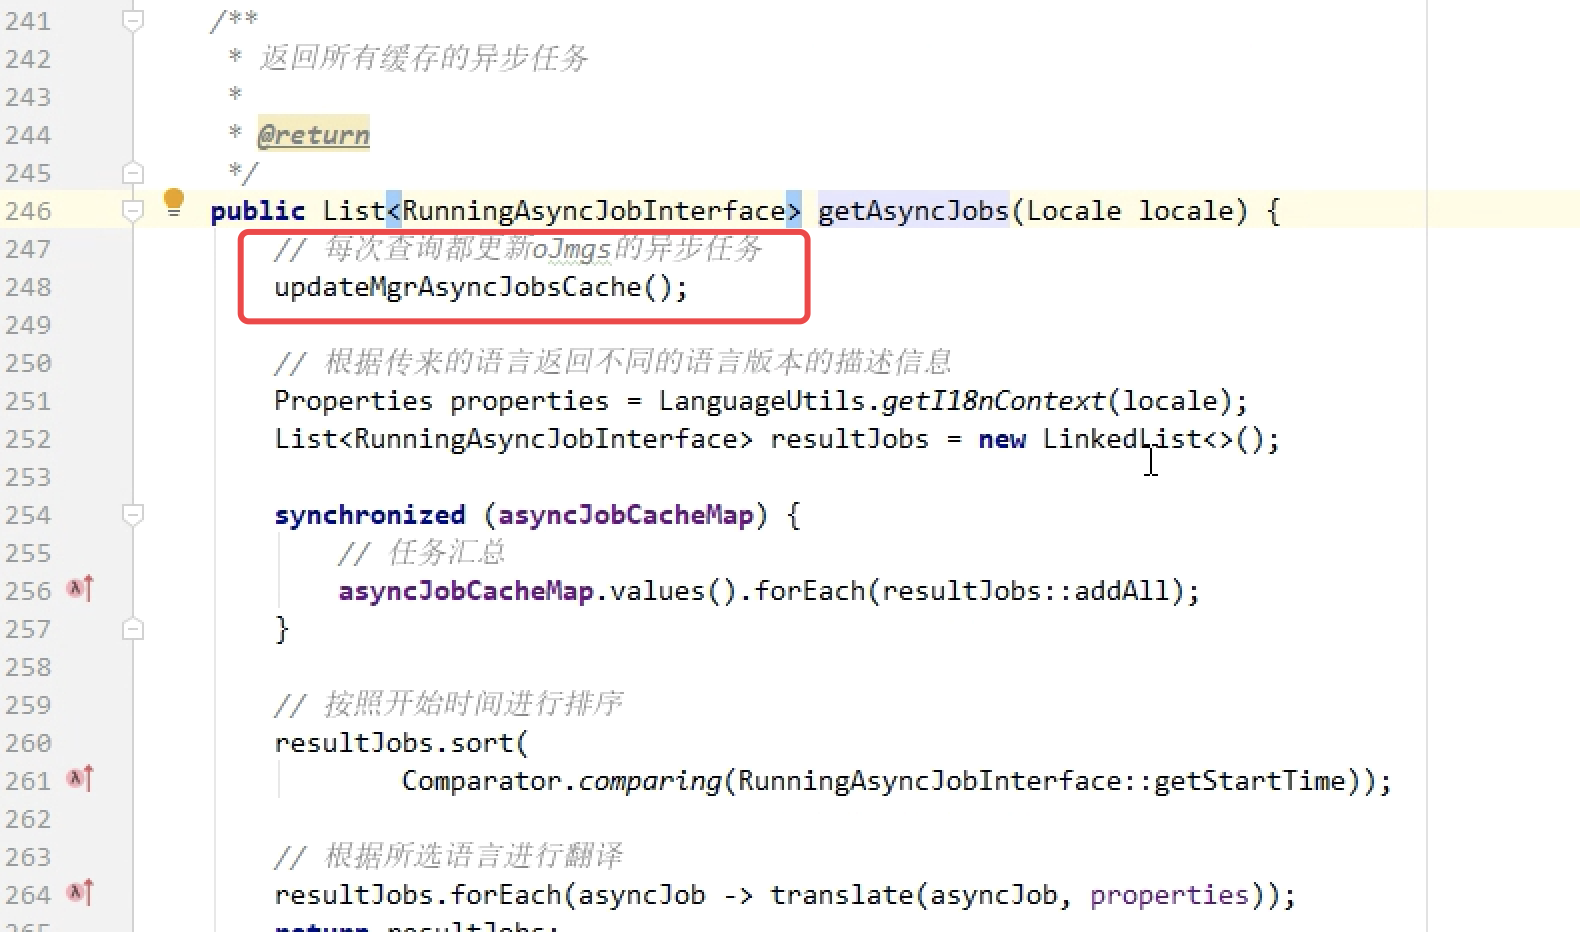 241 /**
242 * 返回所有缓存的异步任务
243 *
244 * @return
245 */
246 public List<RunningAsyncJobInterface> getAsyncJobs(Locale locale) {
247 // 每次查询都更新oJmgs的异步任务
248 updateMgrAsyncJobsCache();
249
250 // 根据传来的语言返回不同的语言版本的描述信息
251 Properties properties = LanguageUtils.getI18nContext(locale);
252 List<RunningAsyncJobInterface> resultJobs = new LinkedList<>();
253
254 synchronized (asyncJobCacheMap) {
255 // 任务汇总
256 asyncJobCacheMap.values().forEach(resultJobs::addAll);
257 }
258
259 // 按照开始时间进行排序
260 resultJobs.sort(
261 Comparator.comparing(RunningAsyncJobInterface::getStartTime));
262
263 // 根据所选语言进行翻译
264 resultJobs.forEach(asyncJob -> translate(asyncJob, properties));
265 return resultJobs;